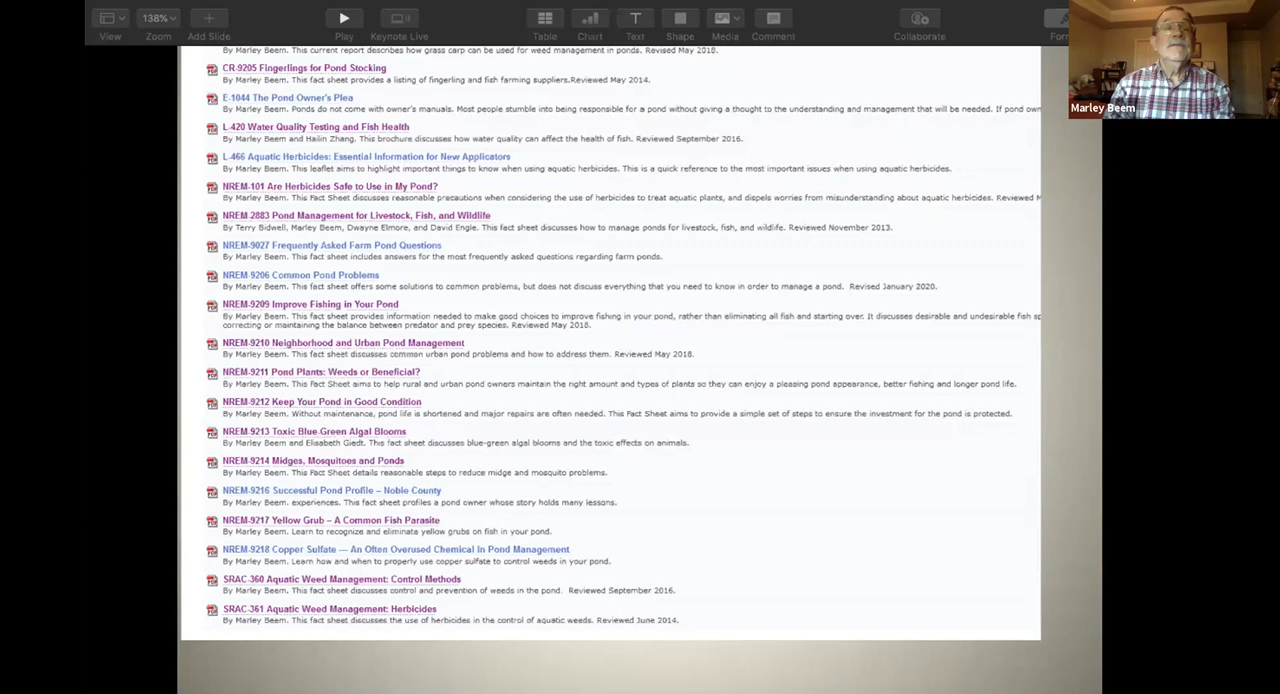 138%
View
Zoom
Add Slide
Play
Keynote Live
Table
Chart
Text
Shape
Media
Comment
Collaborate
Marley Beem
By Marley Beem. This current report describes how grass carp can be used for weed management in ponds. Revised May 2018.
CR-9205 Fingerlings for Pond Stocking
By Marley Beem. This fact sheet provides a listing of fingerling and fish farming suppliers.Reviewed May 2014.
E-1044 The Pond Owner's Plea
By Marley Beem. Ponds do not come with owner's manuals. Most people stumble into being responsible for a pond without giving a thought to the understanding and management that will be needed. If pond own
L-420 Water Quality Testing and Fish Health
By Marley Beem and Hailin Zhang. This brochure discusses how water quality can affect the health of fish. Reviewed September 2016.
L-466 Aquatic Herbicides: Essential Information for New Applicators
By Marley Beem. This leaflet aims to highlight important things to know when using aquatic herbicides. This is a quick reference to the most important issues when using aquatic herbicides.
NREM-101 Are Herbicides Safe to Use in My Pond?
By Marley Beem. This Fact Sheet discusses reasonable precautions when considering the use of herbicides to treat aquatic plants, and dispels worries from misunderstanding about aquatic herbicides. Reviewed M
NREM-2883 Pond Management for Livestock, Fish, and Wildlife
By Terry Bidwell, Marley Beem, Dwayne Elmore, and David Engle. This fact sheet discusses how to manage ponds for livestock, fish, and wildlife. Reviewed November 2013.
NREM-9027 Frequently Asked Farm Pond Questions
By Marley Beem. This fact sheet includes answers for the most frequently asked questions regarding farm ponds.
NREM-9206 Common Pond Problems
By Marley Beem. This fact sheet offers some solutions to common problems, but does not discuss everything that you need to know in order to manage a pond. Revised January 2020.
NREM-9209 Improve Fishing in Your Pond
By Marley Beem. This fact sheet provides information needed to make good choices to improve fishing in your pond, rather than eliminating all fish and starting over. It discusses desirable and undesirable fish sp
correcting or maintaining the balance between predator and prey species. Reviewed May 2018.
NREM-9210 Neighborhood and Urban Pond Management
By Marley Beem. This fact sheet discusses common urban pond problems and how to address them. Reviewed May 2018.
NREM-9211 Pond Plants: Weeds or Beneficial?
By Marley Beem. This Fact Sheet aims to help rural and urban pond owners maintain the right amount and types of plants so they can enjoy a pleasing pond appearance, better fishing and longer pond life.
NREM-9212 Keep Your Pond in Good Condition
By Marley Beem. Without maintenance, pond life is shortened and major repairs are often needed. This Fact Sheet aims to provide a simple set of steps to ensure the investment for the pond is protected.
NREM-9213 Toxic Blue-Green Algal Blooms
By Marley Beem and Elisabeth Giedt. This fact sheet discusses blue-green algal blooms and the toxic effects on animals.
NREM-9214 Midges, Mosquitoes and Ponds
By Marley Beem. This Fact Sheet details reasonable steps to reduce midge and mosquito problems.
NREM-9216 Successful Pond Profile – Noble County
By Marley Beem. experiences. This fact sheet profiles a pond owner whose story holds many lessons.
NREM-9217 Yellow Grub – A Common Fish Parasite
By Marley Beem. Learn to recognize and eliminate yellow grubs on fish in your pond.
NREM-9218 Copper Sulfate — An Often Overused Chemical In Pond Management
By Marley Beem. Learn how and when to properly use copper sulfate to control weeds in your pond.
SRAC-360 Aquatic Weed Management: Control Methods
By Marley Beem. This fact sheet discusses control and prevention of weeds in the pond. Reviewed September 2016.
SRAC-361 Aquatic Weed Management: Herbicides
By Marley Beem. This fact sheet discusses the use of herbicides in the control of aquatic weeds. Reviewed June 2014.